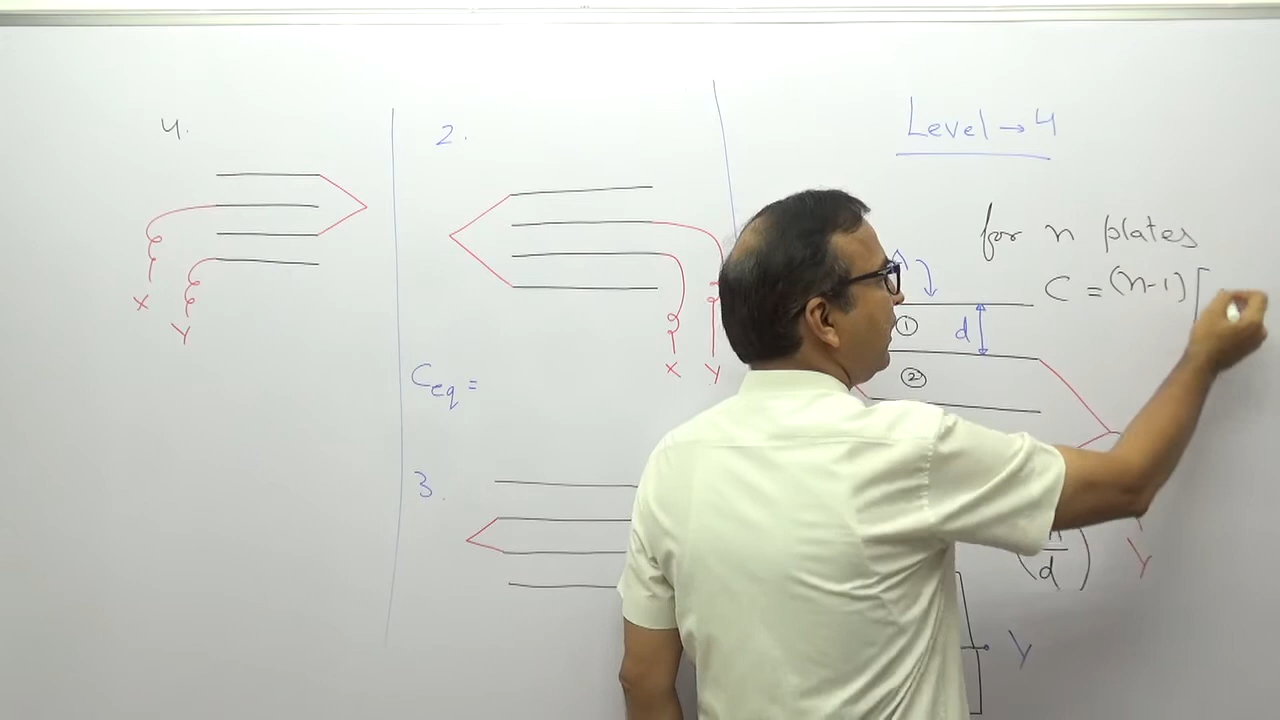 4.
X
Y
2.
X Y
Ceq =
3.
Level → 4
for n plates
C = (n-1) [
A
①
d
②
Y
d )
Y